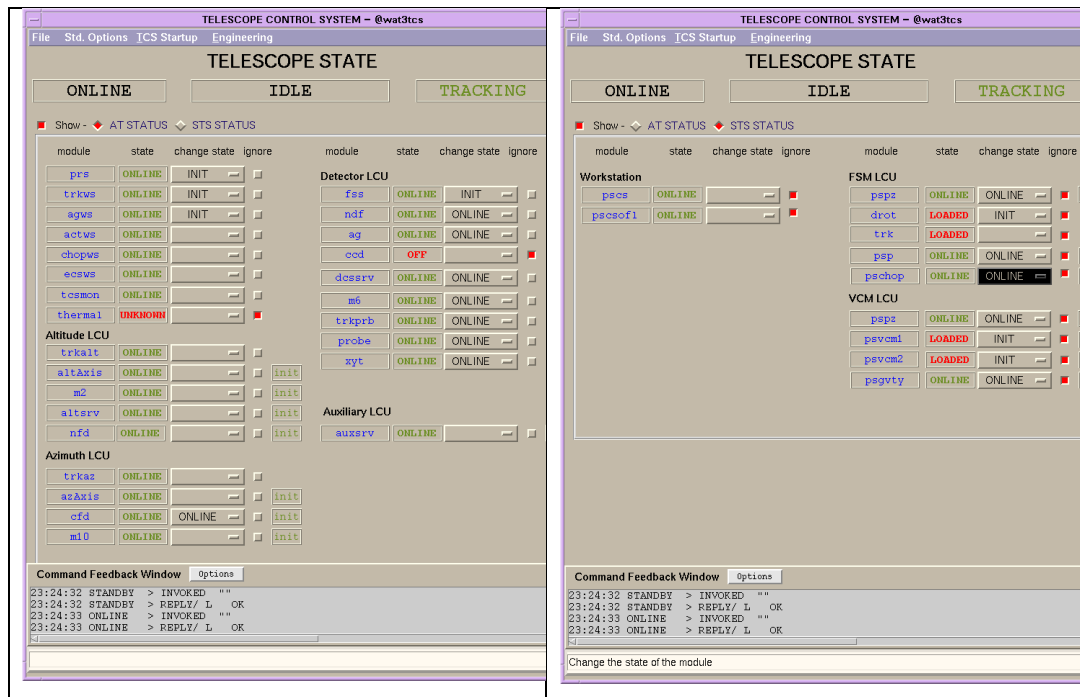 TELESCOPE CONTROL SYSTEM – @wat3tcs
File Std. Options TCS Startup Engineering
TELESCOPE STATE
ONLINE IDLE TRACKING
Show - AT STATUS STS STATUS
module state change state ignore
prs ONLINE INIT
trkws ONLINE INIT
agws ONLINE INIT
actws ONLINE
chopws ONLINE
ecsws ONLINE
tcsmon ONLINE
thermal UNKNOWN
Altitude LCU
trkalt ONLINE
altAxis ONLINE init
m2 ONLINE init
altsrv ONLINE init
nfd ONLINE init
Azimuth LCU
trkaz ONLINE
azAxis ONLINE init
cfd ONLINE ONLINE init
m10 ONLINE init
module state change state ignore
Detector LCU
fss ONLINE INIT
ndf ONLINE ONLINE
ag ONLINE ONLINE
ccd OFF
dcssrv ONLINE ONLINE
m6 ONLINE ONLINE
trkprb ONLINE ONLINE
probe ONLINE ONLINE
xyt ONLINE ONLINE
Auxiliary LCU
auxsrv ONLINE
Command Feedback Window Options
23:24:32 STANDBY > INVOKED ""
23:24:32 STANDBY > REPLY/ L OK
23:24:33 ONLINE > INVOKED ""
23:24:33 ONLINE > REPLY/ L OK
TELESCOPE CONTROL SYSTEM – @wat3tcs
File Std. Options TCS Startup Engineering
TELESCOPE STATE
ONLINE IDLE TRACKING
Show - AT STATUS STS STATUS
module state change state ignore
Workstation
pscs ONLINE
pscsof1 ONLINE
module state change state ignore
FSM LCU
pspz ONLINE ONLINE
drot LOADED INIT
trk LOADED
psp ONLINE ONLINE
pschop ONLINE ONLINE
VCM LCU
pspz ONLINE ONLINE
psvcm1 LOADED INIT
psvcm2 LOADED INIT
psgvty ONLINE ONLINE
Command Feedback Window Options
23:24:32 STANDBY > INVOKED ""
23:24:32 STANDBY > REPLY/ L OK
23:24:33 ONLINE > INVOKED ""
23:24:33 ONLINE > REPLY/ L OK
Change the state of the module